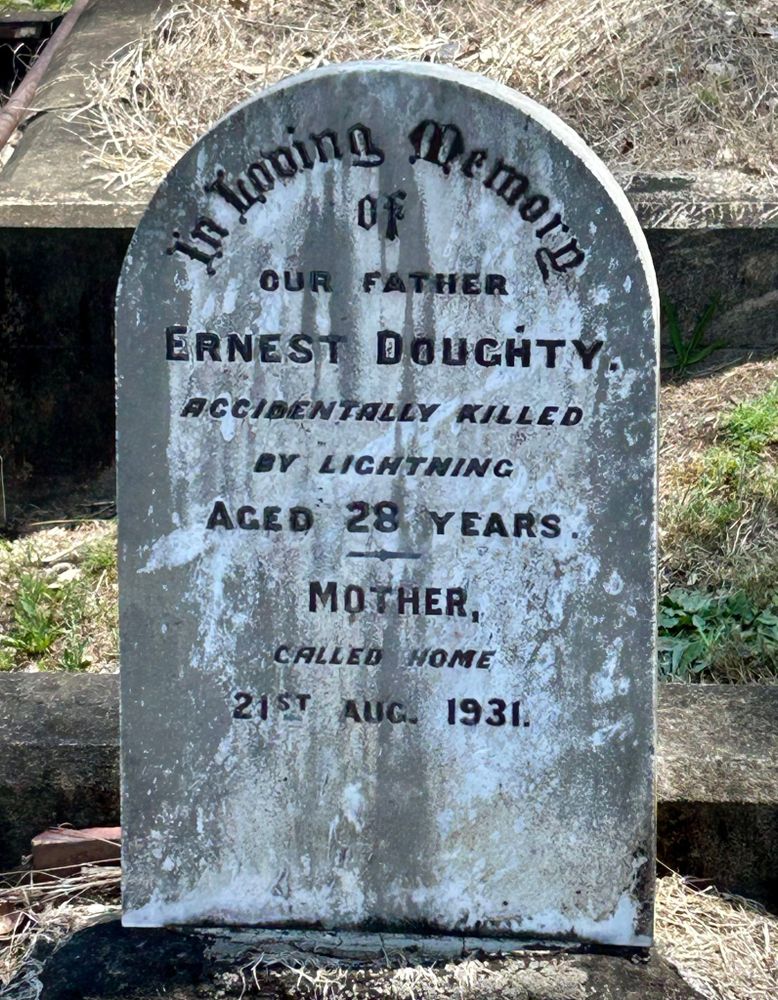 In Loving Memory
of
OUR FATHER
ERNEST DOUGHTY.
ACCIDENTALLY KILLED
BY LIGHTNING
AGED 28 YEARS.
MOTHER,
CALLED HOME
21ST AUG. 1931.